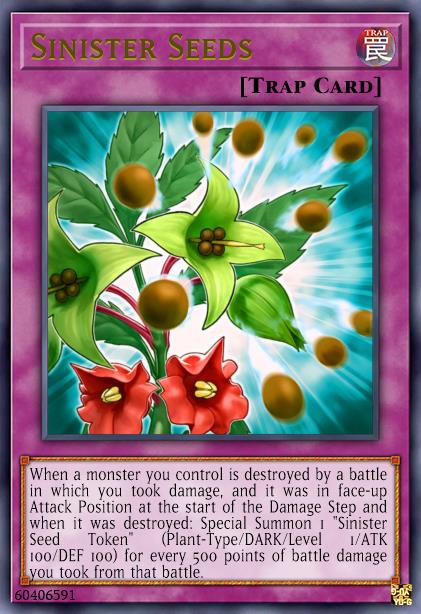 SINISTER SEEDS
TRAP
罠
[TRAP CARD]
When a monster you control is destroyed by a battle
in which you took damage, and it was in face-up
Attack Position at the start of the Damage Step and
when it was destroyed: Special Summon 1 "Sinister
Seed Token" (Plant-Type/DARK/Level 1/ATK
100/DEF 100) for every 500 points of battle damage
you took from that battle.
60406591